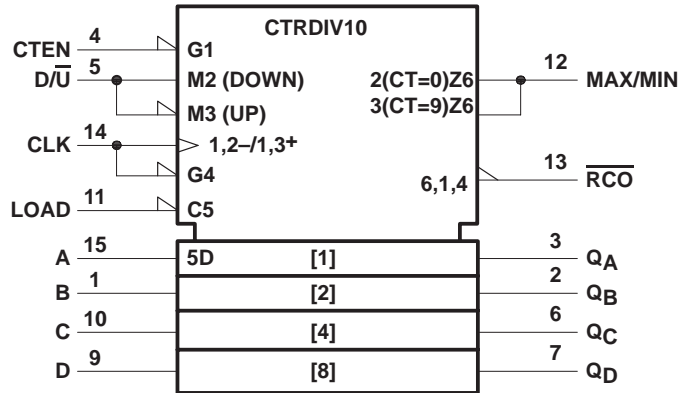 CTRDIV10
CTEN 4 G1
D/U̅ 5 M2 (DOWN) 2(CT=0)Z6 12 MAX/MIN
M3 (UP) 3(CT=9)Z6
CLK 14 1,2–/1,3+
G4 6,1,4 13 R̅C̅O̅
LOAD 11 C5
A 15 5D [1] 3 QA
B 1 [2] 2 QB
C 10 [4] 6 QC
D 9 [8] 7 QD